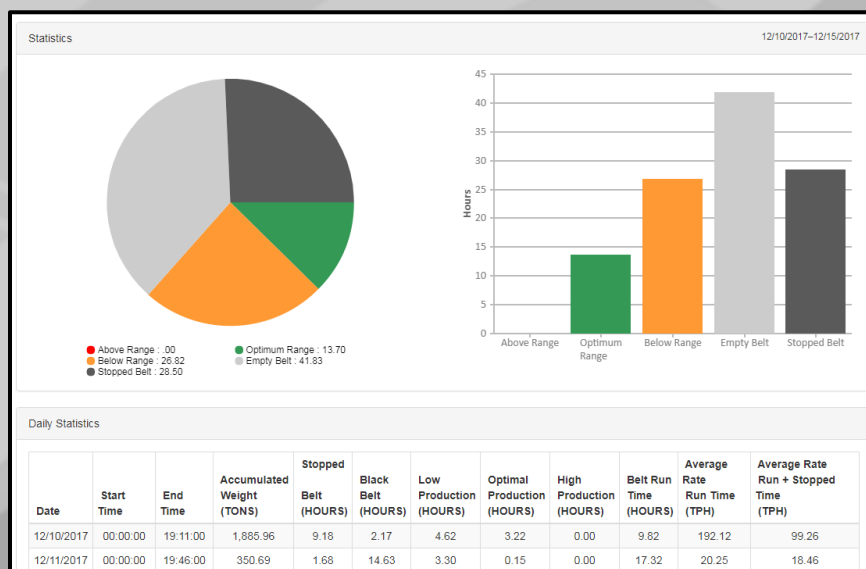 Statistics 12/10/2017–12/15/2017
45
40
35
30
25
20
15
10
5
0
Hours
Above Range Optimum Range Below Range Empty Belt Stopped Belt
Above Range : .00 Optimum Range : 13.70
Below Range : 26.82 Empty Belt : 41.83
Stopped Belt : 28.50
Daily Statistics
Date Start Time End Time Accumulated Weight (TONS) Stopped Belt (HOURS) Black Belt (HOURS) Low Production (HOURS) Optimal Production (HOURS) High Production (HOURS) Belt Run Time (HOURS) Average Rate Run Time (TPH) Average Rate Run + Stopped Time (TPH)
12/10/2017 00:00:00 19:11:00 1,885.96 9.18 2.17 4.62 3.22 0.00 9.82 192.12 99.26
12/11/2017 00:00:00 19:46:00 350.69 1.68 14.63 3.30 0.15 0.00 17.32 20.25 18.46